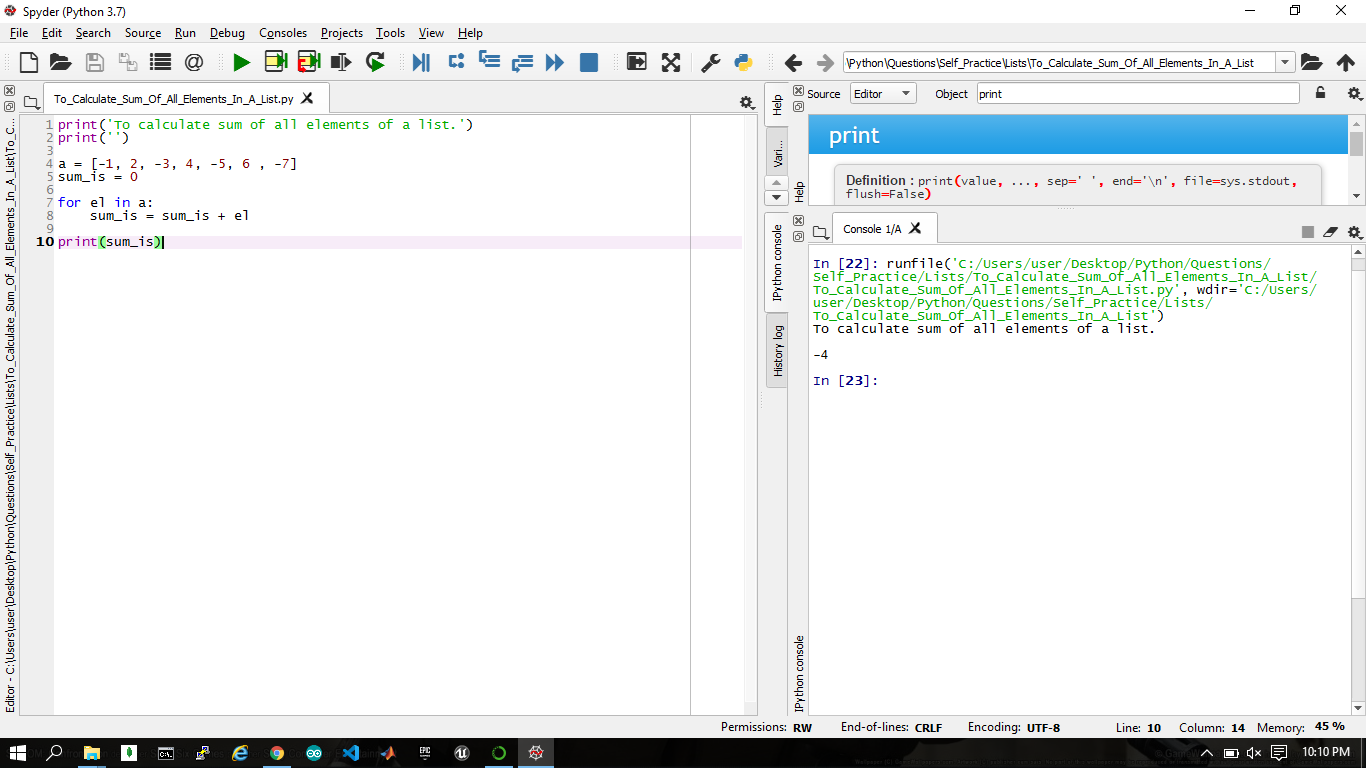 Spyder (Python 3.7)
File Edit Search Source Run Debug Consoles Projects Tools View Help
\Python\Questions\Self_Practice\Lists\To_Calculate_Sum_Of_All_Elements_In_A_List
To_Calculate_Sum_Of_All_Elements_In_A_List.py
1 print('To calculate sum of all elements of a list.')
2 print('')
3
4 a = [-1, 2, -3, 4, -5, 6 , -7]
5 sum_is = 0
6
7 for el in a:
8     sum_is = sum_is + el
9
10 print(sum_is)
Editor - C:\Users\user\Desktop\Python\Questions\Self_Practice\Lists\To_Calculate_Sum_Of_All_Elements_In_A_List\To_C...
Help
Vari...
Help
Source Editor Object print
print
Definition : print(value, ..., sep=' ', end='\n', file=sys.stdout,
flush=False)
IPython console
History log
IPython console
Console 1/A
In [22]: runfile('C:/Users/user/Desktop/Python/Questions/
Self_Practice/Lists/To_Calculate_Sum_Of_All_Elements_In_A_List/
To_Calculate_Sum_Of_All_Elements_In_A_List.py', wdir='C:/Users/
user/Desktop/Python/Questions/Self_Practice/Lists/
To_Calculate_Sum_Of_All_Elements_In_A_List')
To calculate sum of all elements of a list.
-4
In [23]:
Permissions: RW End-of-lines: CRLF Encoding: UTF-8 Line: 10 Column: 14 Memory: 45 %
EPIC
10:10 PM